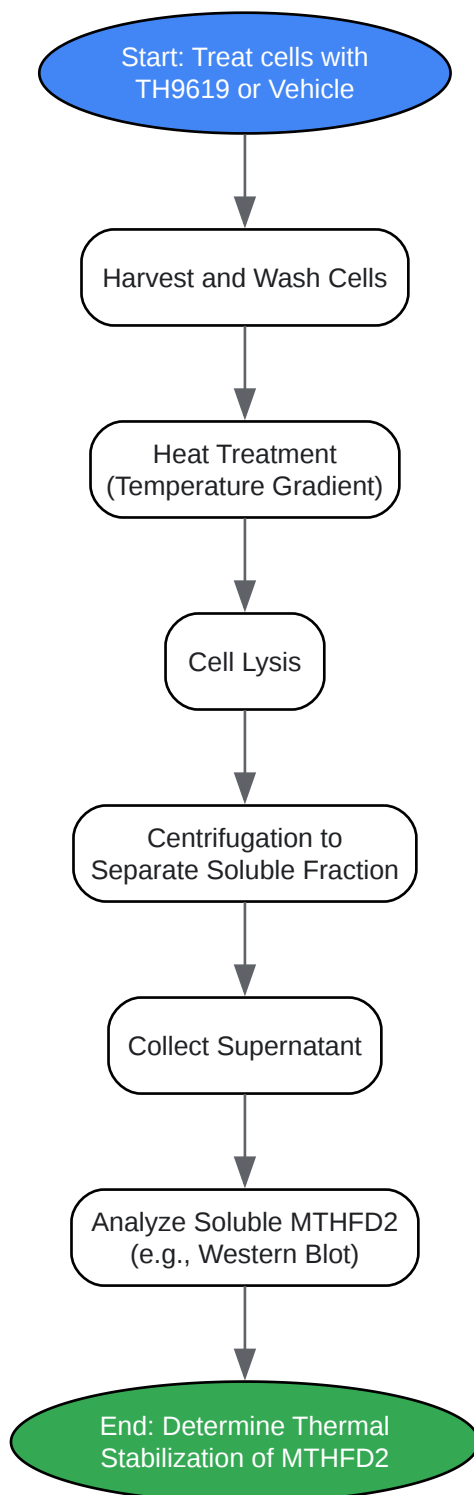 Start: Treat cells with
TH9619 or Vehicle
Harvest and Wash Cells
Heat Treatment
(Temperature Gradient)
Cell Lysis
Centrifugation to
Separate Soluble Fraction
Collect Supernatant
Analyze Soluble MTHFD2
(e.g., Western Blot)
End: Determine Thermal
Stabilization of MTHFD2